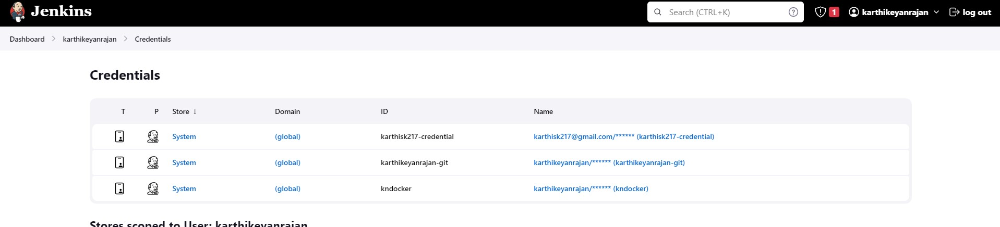 Jenkins
Search (CTRL+K)
?
1
karthikeyanrajan
log out
Dashboard > karthikeyanrajan > Credentials
Credentials
T P Store ↓ Domain ID Name
System (global) karthisk217-credential karthisk217@gmail.com/****** (karthisk217-credential)
System (global) karthikeyanrajan-git karthikeyanrajan/****** (karthikeyanrajan-git)
System (global) kndocker karthikeyanrajan/****** (kndocker)
Stores scoped to User: karthikeyanrajan